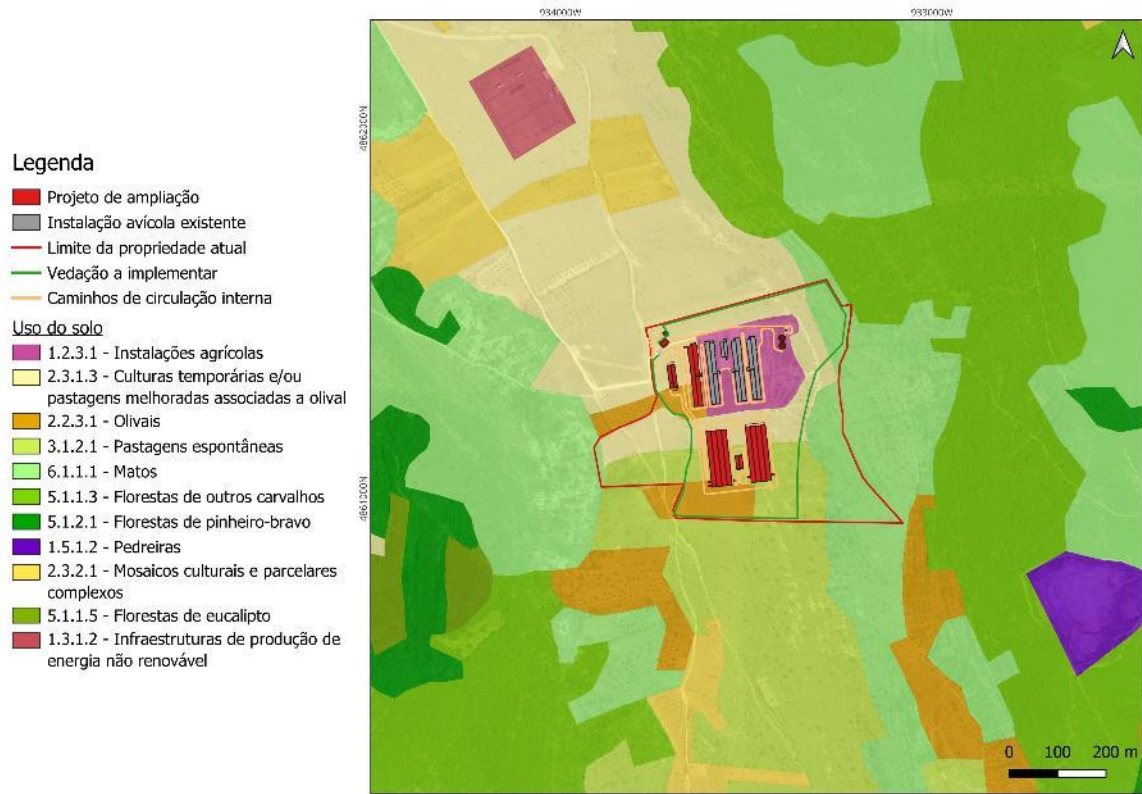 934000W
933000W
4862000N
4861000N
Legenda
Projeto de ampliação
Instalação avícola existente
Limite da propriedade atual
Vedação a implementar
Caminhos de circulação interna
Uso do solo
1.2.3.1 - Instalações agrícolas
2.3.1.3 - Culturas temporárias e/ou
pastagens melhoradas associadas a olival
2.2.3.1 - Olivais
3.1.2.1 - Pastagens espontâneas
6.1.1.1 - Matos
5.1.1.3 - Florestas de outros carvalhos
5.1.2.1 - Florestas de pinheiro-bravo
1.5.1.2 - Pedreiras
2.3.2.1 - Mosaicos culturais e parcelares
complexos
5.1.1.5 - Florestas de eucalipto
1.3.1.2 - Infraestruturas de produção de
energia não renovável
0 100 200 m